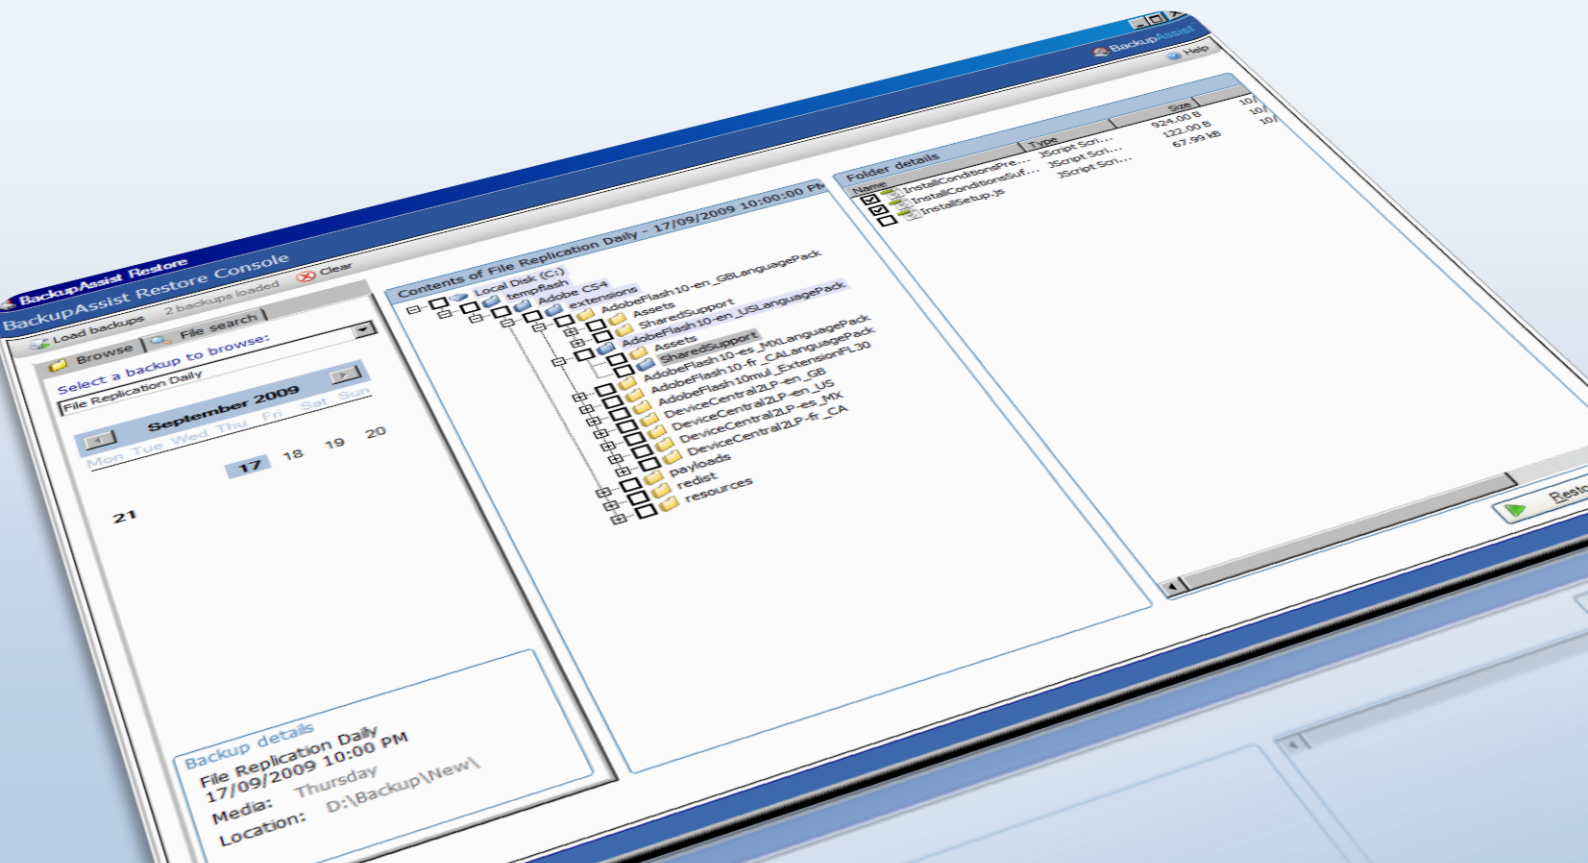 BackupAssist Restore
BackupAssist Restore Console
BackupAssist
Load backups
2 backups loaded
Clear
Help
Browse
File search
Select a backup to browse:
File Replication Daily
September 2009
Mon Tue Wed Thu Fri Sat Sun
17 18 19 20
21
Backup details
File Replication Daily
17/09/2009 10:00 PM
Media: Thursday
Location: D:\Backup\New\
Contents of File Replication Daily - 17/09/2009 10:00:00 PM
Local Disk (C:)
tempflash
Adobe CS4
extensions
AdobeFlash10-en_GBLanguagePack
Assets
SharedSupport
AdobeFlash10-en_USLanguagePack
Assets
SharedSupport
AdobeFlash10-es_MXLanguagePack
AdobeFlash10-fr_CALanguagePack
AdobeFlash10mul_ExtensionFL30
DeviceCentral2LP-en_GB
DeviceCentral2LP-en_US
DeviceCentral2LP-es_MX
DeviceCentral2LP-fr_CA
payloads
redist
resources
Folder details
Name Type Size
InstallConditionsPre... JScript Scri... 924.00 B 10/
InstallConditionsSuf... JScript Scri... 122.00 B 10/
InstallSetup.js JScript Scri... 67.99 kB 10/
Resto